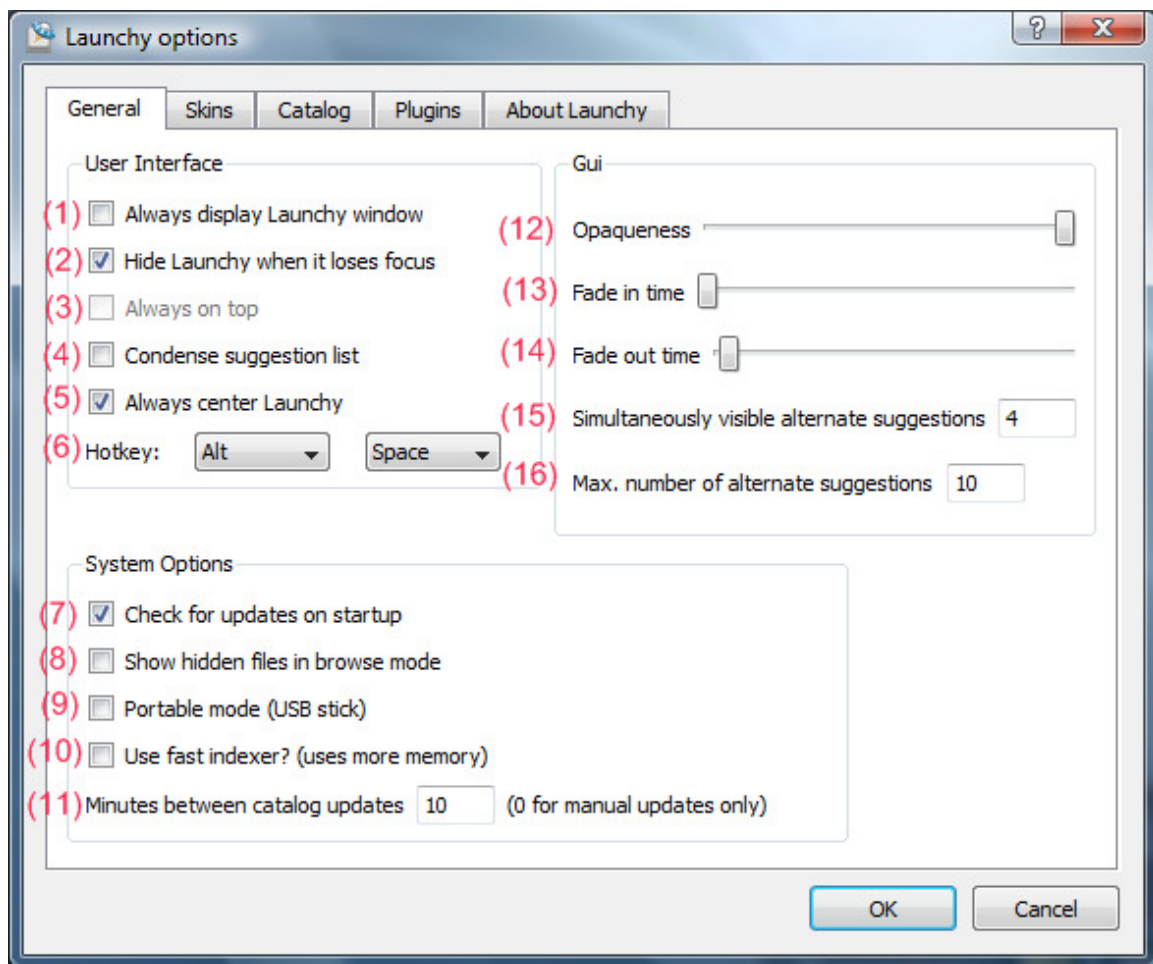 Launchy options
General Skins Catalog Plugins About Launchy
User Interface
(1) Always display Launchy window
(2) Hide Launchy when it loses focus
(3) Always on top
(4) Condense suggestion list
(5) Always center Launchy
(6) Hotkey: Alt Space
Gui
(12) Opaqueness
(13) Fade in time
(14) Fade out time
(15) Simultaneously visible alternate suggestions 4
(16) Max. number of alternate suggestions 10
System Options
(7) Check for updates on startup
(8) Show hidden files in browse mode
(9) Portable mode (USB stick)
(10) Use fast indexer? (uses more memory)
(11) Minutes between catalog updates 10 (0 for manual updates only)
OK Cancel